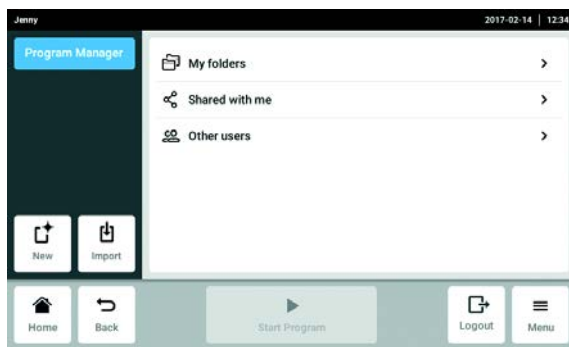 Jenny
2017-02-14 | 12:34
Program Manager
My folders
Shared with me
Other users
New
Import
Home
Back
Start Program
Logout
Menu